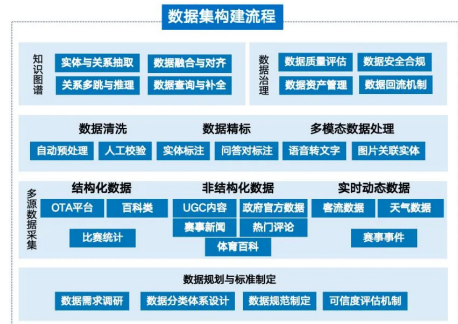 数据集构建流程
知识图谱
实体与关系抽取 数据融合与对齐
关系多跳与推理 数据查询与补全
数据治理
数据质量评估 数据安全合规
数据资产管理 数据回流机制
数据清洗 数据精标 多模态数据处理
自动预处理 人工校验 实体标注 问答对标注 语音转文字 图片关联实体
多源数据采集
结构化数据 非结构化数据 实时动态数据
OTA平台 百科类 UGC内容 政府官方数据 客流数据 天气数据
比赛统计 赛事新闻 热门评论 赛事事件
体育百科
数据规划与标准制定
数据需求调研 数据分类体系设计 数据规范制定 可信度评估机制